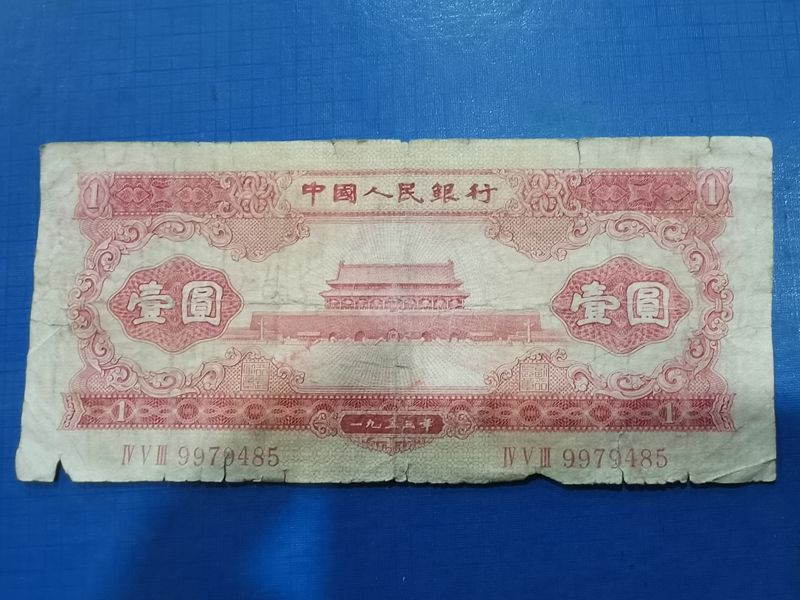 1 中國人民銀行 1
壹圓 壹圓
1 一九五三年 1
IV V III 9979485 IV V III 9979485